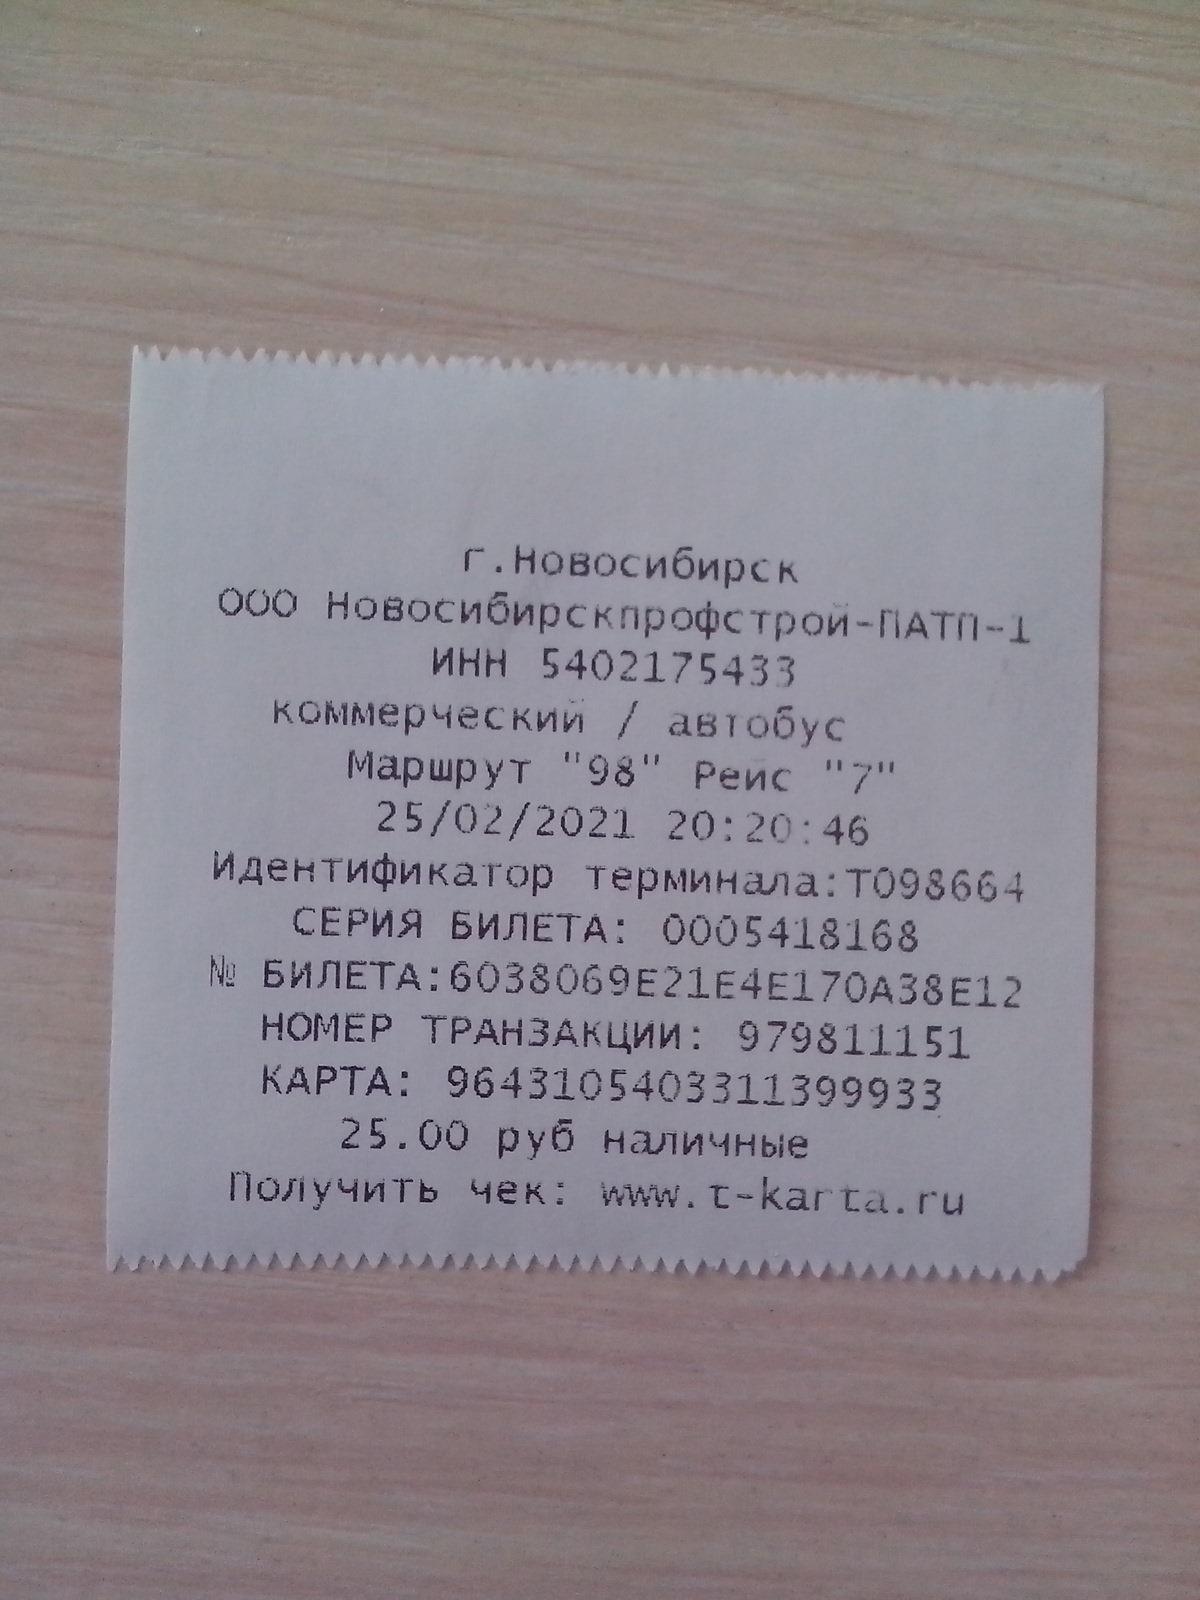 г.Новосибирск
ООО Новосибирскпрофстрой-ПАТП-1
ИНН 5402175433
коммерческий / автобус
Маршрут "98" Рейс "7"
25/02/2021 20:20:46
Идентификатор терминала:Т098664
СЕРИЯ БИЛЕТА: 0005418168
№ БИЛЕТА:6038069E21E4E170A38E12
НОМЕР ТРАНЗАКЦИИ: 979811151
КАРТА: 9643105403311399933
25.00 руб наличные
Получить чек: www.t-karta.ru